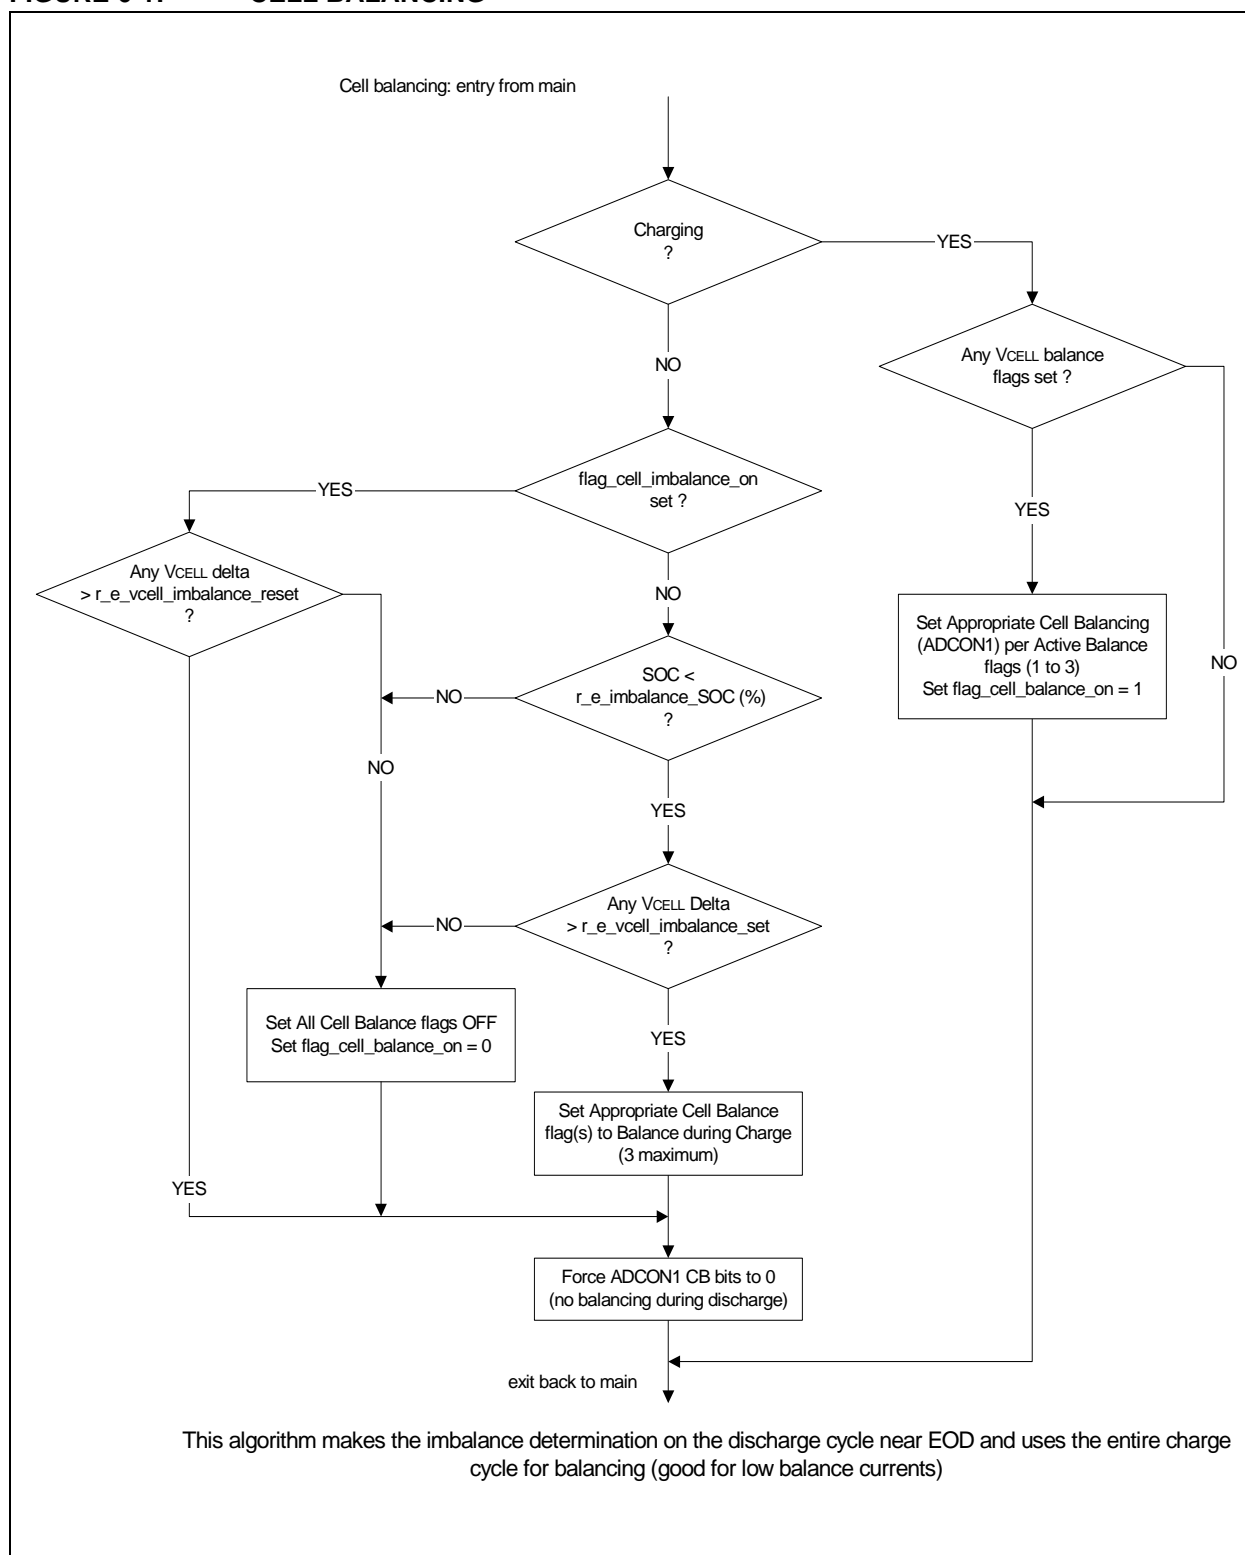 CELL BALANCING
Cell balancing: entry from main
Charging
?
YES
NO
Any VCELL balance
flags set ?
flag_cell_imbalance_on
set ?
YES
YES
NO
Any VCELL delta
> r_e_vcell_imbalance_reset
?
NO
Set Appropriate Cell Balancing
(ADCON1) per Active Balance
flags (1 to 3)
Set flag_cell_balance_on = 1
SOC <
r_e_imbalance_SOC (%)
?
NO
NO
YES
Any VCELL Delta
> r_e_vcell_imbalance_set
?
NO
Set All Cell Balance flags OFF
Set flag_cell_balance_on = 0
YES
Set Appropriate Cell Balance
flag(s) to Balance during Charge
(3 maximum)
YES
Force ADCON1 CB bits to 0
(no balancing during discharge)
exit back to main
This algorithm makes the imbalance determination on the discharge cycle near EOD and uses the entire charge
cycle for balancing (good for low balance currents)